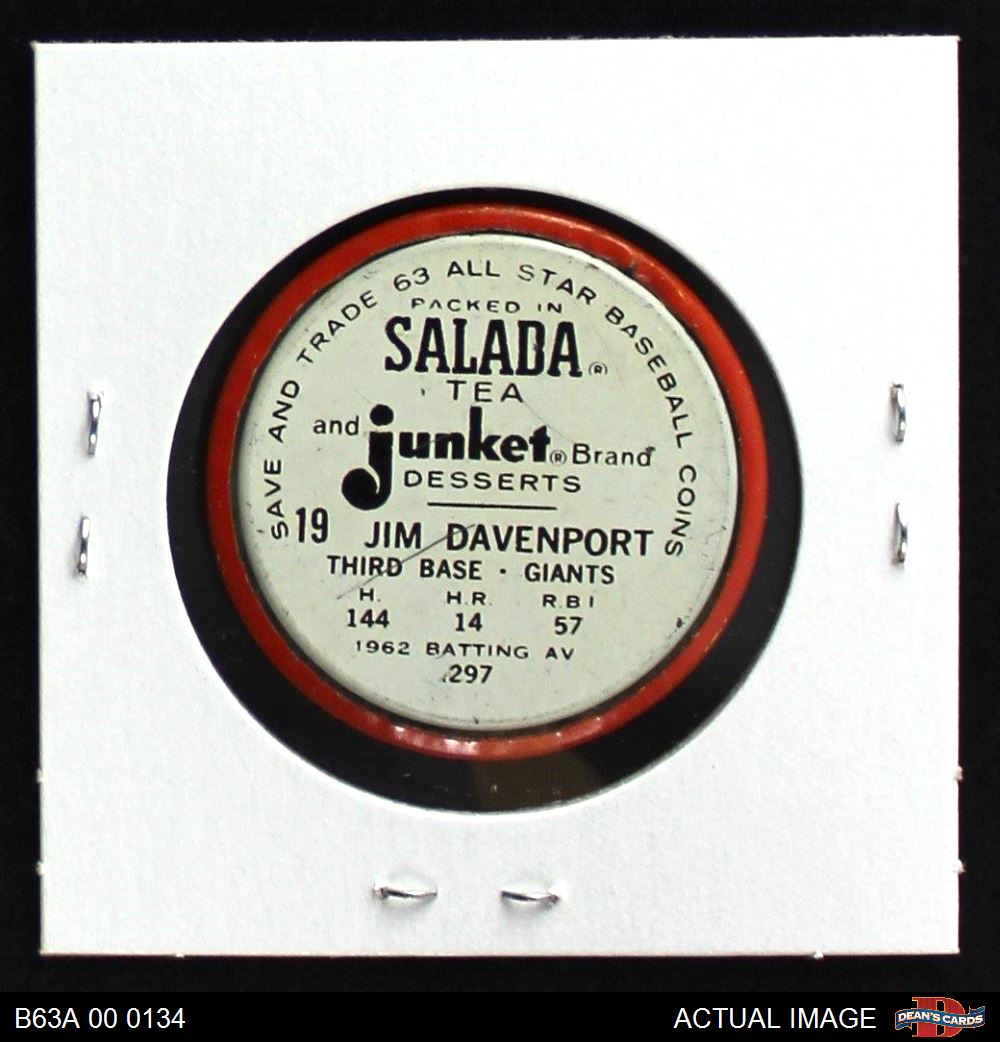 SAVE AND TRADE 63 ALL STAR BASEBALL COINS
PACKED IN
SALADA ®
TEA
and junket ® Brand
DESSERTS
19 JIM DAVENPORT
THIRD BASE · GIANTS
H. H.R. R.B I
144 14 57
1962 BATTING AV
.297
B63A 00 0134
ACTUAL IMAGE
DEAN'S CARDS